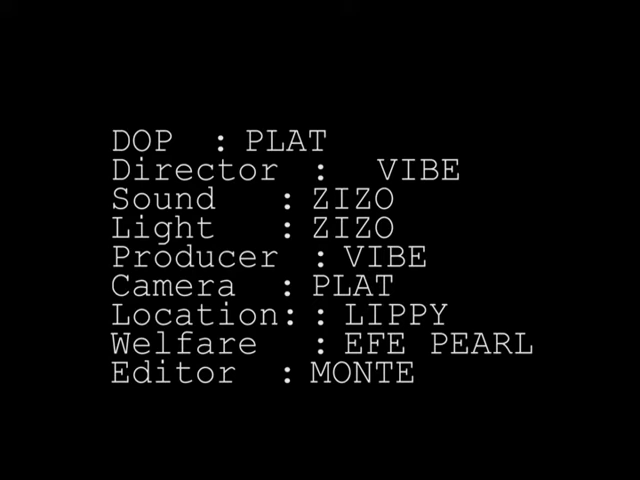 DOP : PLAT
Director : VIBE
Sound : ZIZO
Light : ZIZO
Producer : VIBE
Camera : PLAT
Location: : LIPPY
Welfare : EFE PEARL
Editor : MONTE